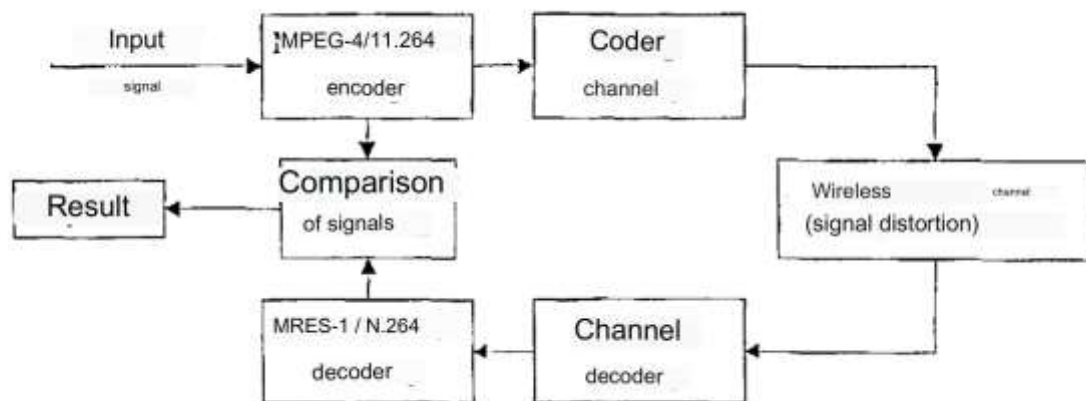 Input
signal
MPEG-4/11.264
encoder
Coder
channel
Result
Comparison
of signals
Wireless channel
(signal distortion)
MRES-1 / N.264
decoder
Channel
decoder